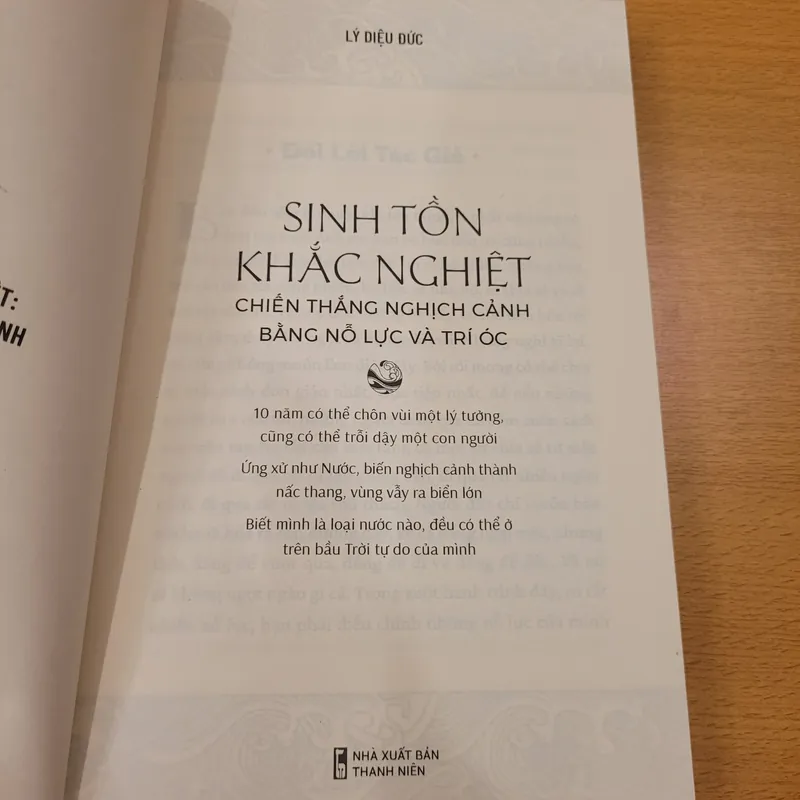 LÝ DIỆU ĐỨC
SINH TỒN
KHẮC NGHIỆT
CHIẾN THẮNG NGHỊCH CẢNH
BẰNG NỖ LỰC VÀ TRÍ ÓC
10 năm có thể chôn vùi một lý tưởng,
cũng có thể trỗi dậy một con người
Ứng xử như Nước, biến nghịch cảnh thành
nấc thang, vùng vẫy ra biển lớn
Biết mình là loại nước nào, đều có thể ở
trên bầu Trời tự do của mình
NHÀ XUẤT BẢN
THANH NIÊN